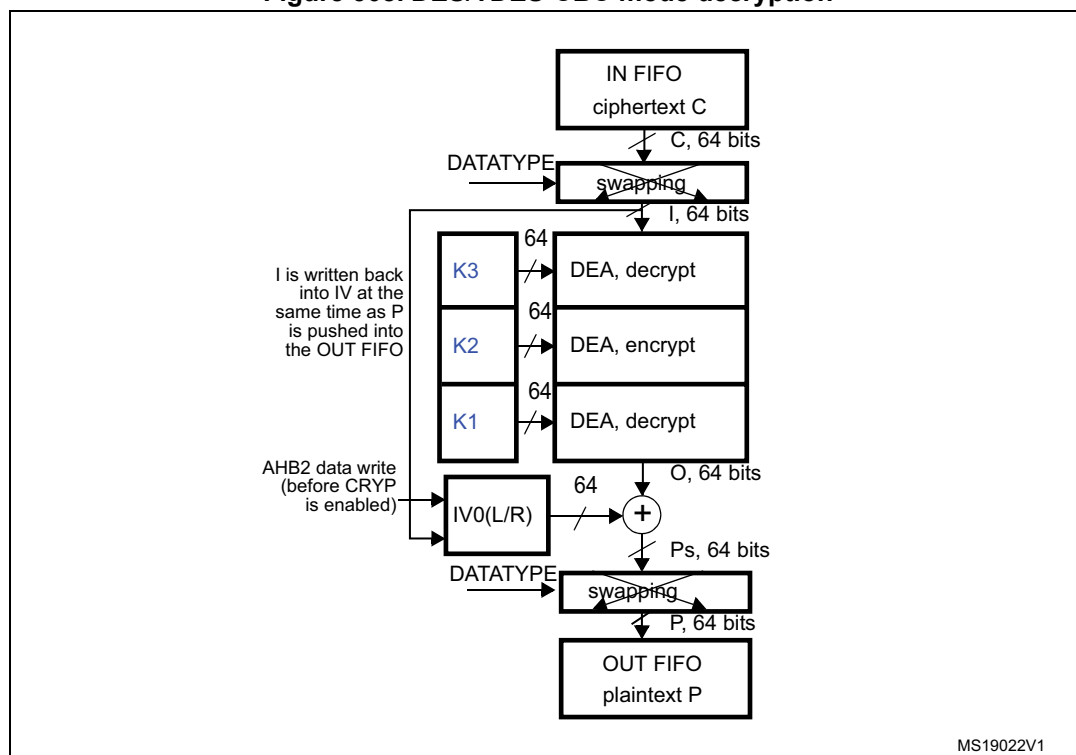 IN FIFO
ciphertext C
C, 64 bits
DATATYPE
swapping
I, 64 bits
64
K3
DEA, decrypt
I is written back
into IV at the
same time as P
is pushed into
the OUT FIFO
64
K2
DEA, encrypt
64
K1
DEA, decrypt
O, 64 bits
AHB2 data write
(before CRYP
is enabled)
IV0(L/R)
64
+
Ps, 64 bits
DATATYPE
swapping
P, 64 bits
OUT FIFO
plaintext P
MS19022V1